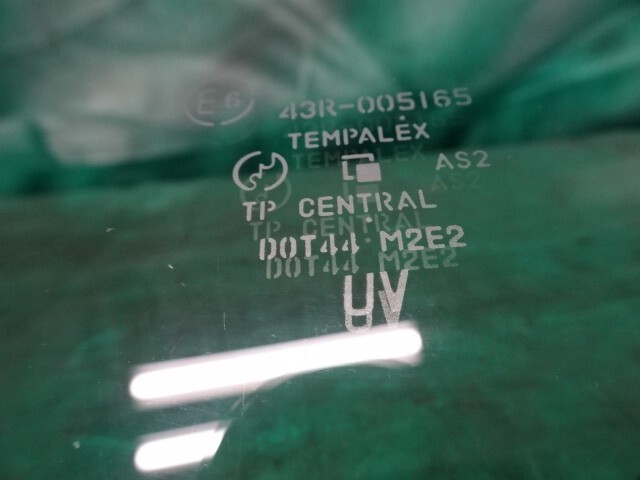 E6 43R-005165
TEMPALEX
AS2
TP CENTRAL
DOT44 M2E2
UV